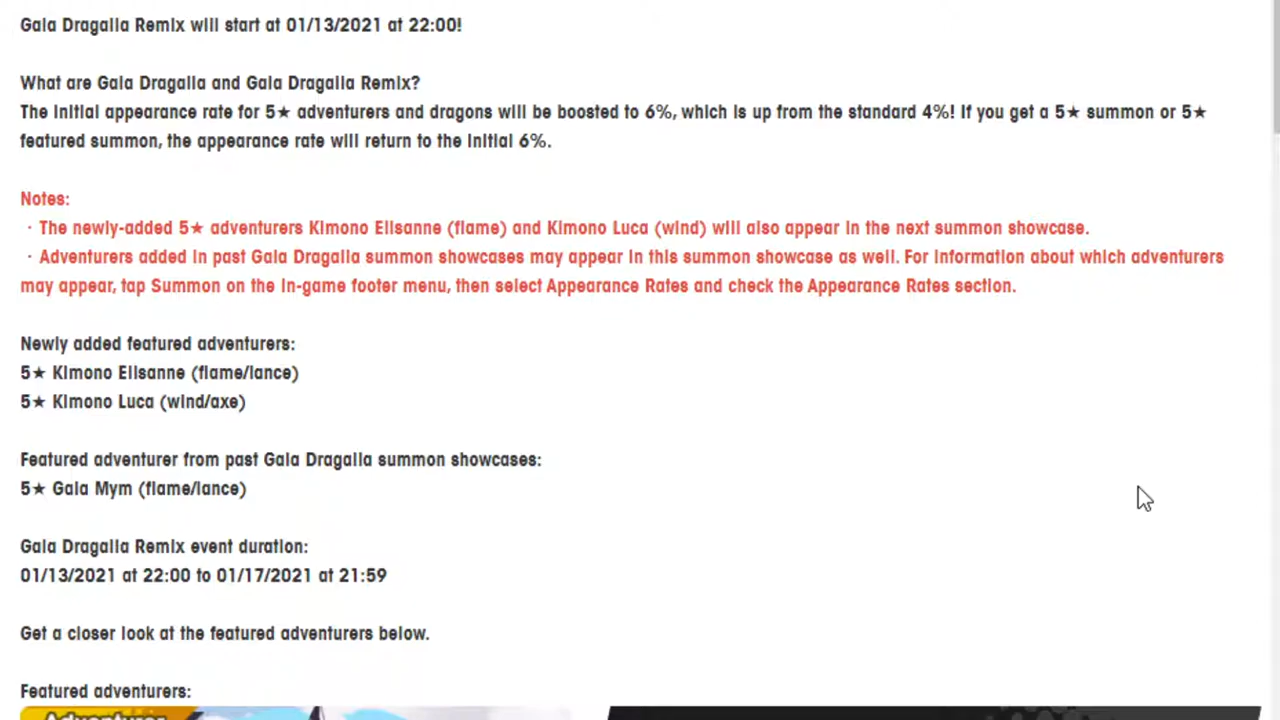 Gala Dragalia Remix will start at 01/13/2021 at 22:00!
What are Gala Dragalia and Gala Dragalia Remix?
The initial appearance rate for 5★ adventurers and dragons will be boosted to 6%, which is up from the standard 4%! If you get a 5★ summon or 5★
featured summon, the appearance rate will return to the initial 6%.
Notes:
・The newly-added 5★ adventurers Kimono Elisanne (flame) and Kimono Luca (wind) will also appear in the next summon showcase.
・Adventurers added in past Gala Dragalia summon showcases may appear in this summon showcase as well. For information about which adventurers
may appear, tap Summon on the in-game footer menu, then select Appearance Rates and check the Appearance Rates section.
Newly added featured adventurers:
5★ Kimono Elisanne (flame/lance)
5★ Kimono Luca (wind/axe)
Featured adventurer from past Gala Dragalia summon showcases:
5★ Gala Mym (flame/lance)
Gala Dragalia Remix event duration:
01/13/2021 at 22:00 to 01/17/2021 at 21:59
Get a closer look at the featured adventurers below.
Featured adventurers:
Adventurer